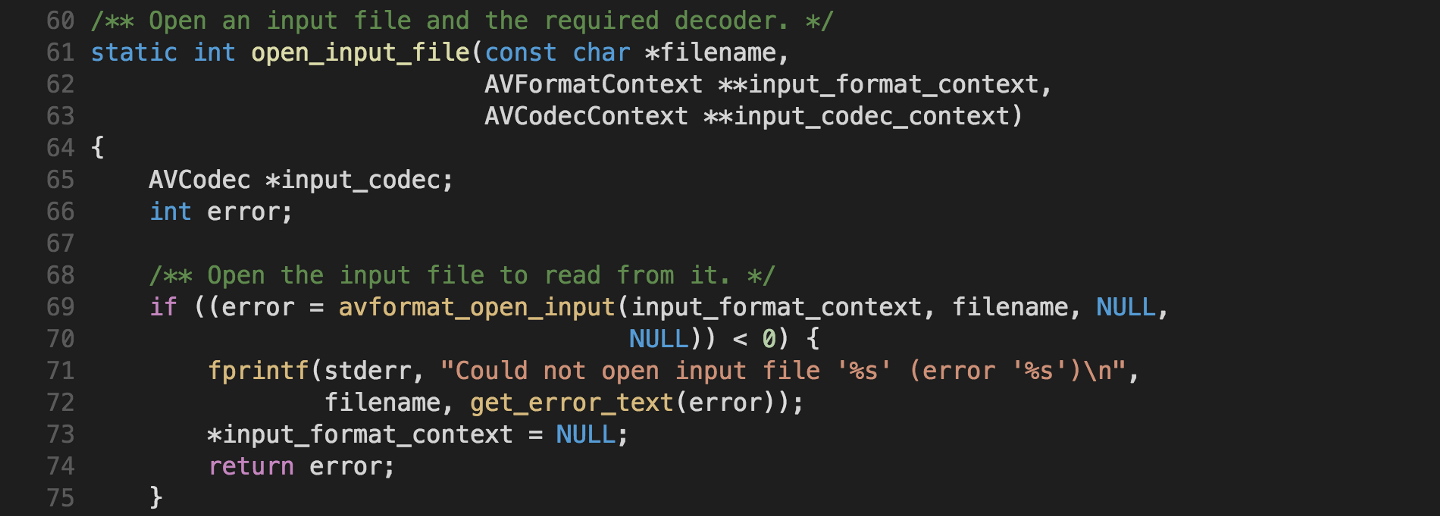 60 /** Open an input file and the required decoder. */
61 static int open_input_file(const char *filename,
62                            AVFormatContext **input_format_context,
63                            AVCodecContext **input_codec_context)
64 {
65     AVCodec *input_codec;
66     int error;
67
68     /** Open the input file to read from it. */
69     if ((error = avformat_open_input(input_format_context, filename, NULL,
70                                      NULL)) < 0) {
71         fprintf(stderr, "Could not open input file '%s' (error '%s')\n",
72                 filename, get_error_text(error));
73         *input_format_context = NULL;
74         return error;
75     }